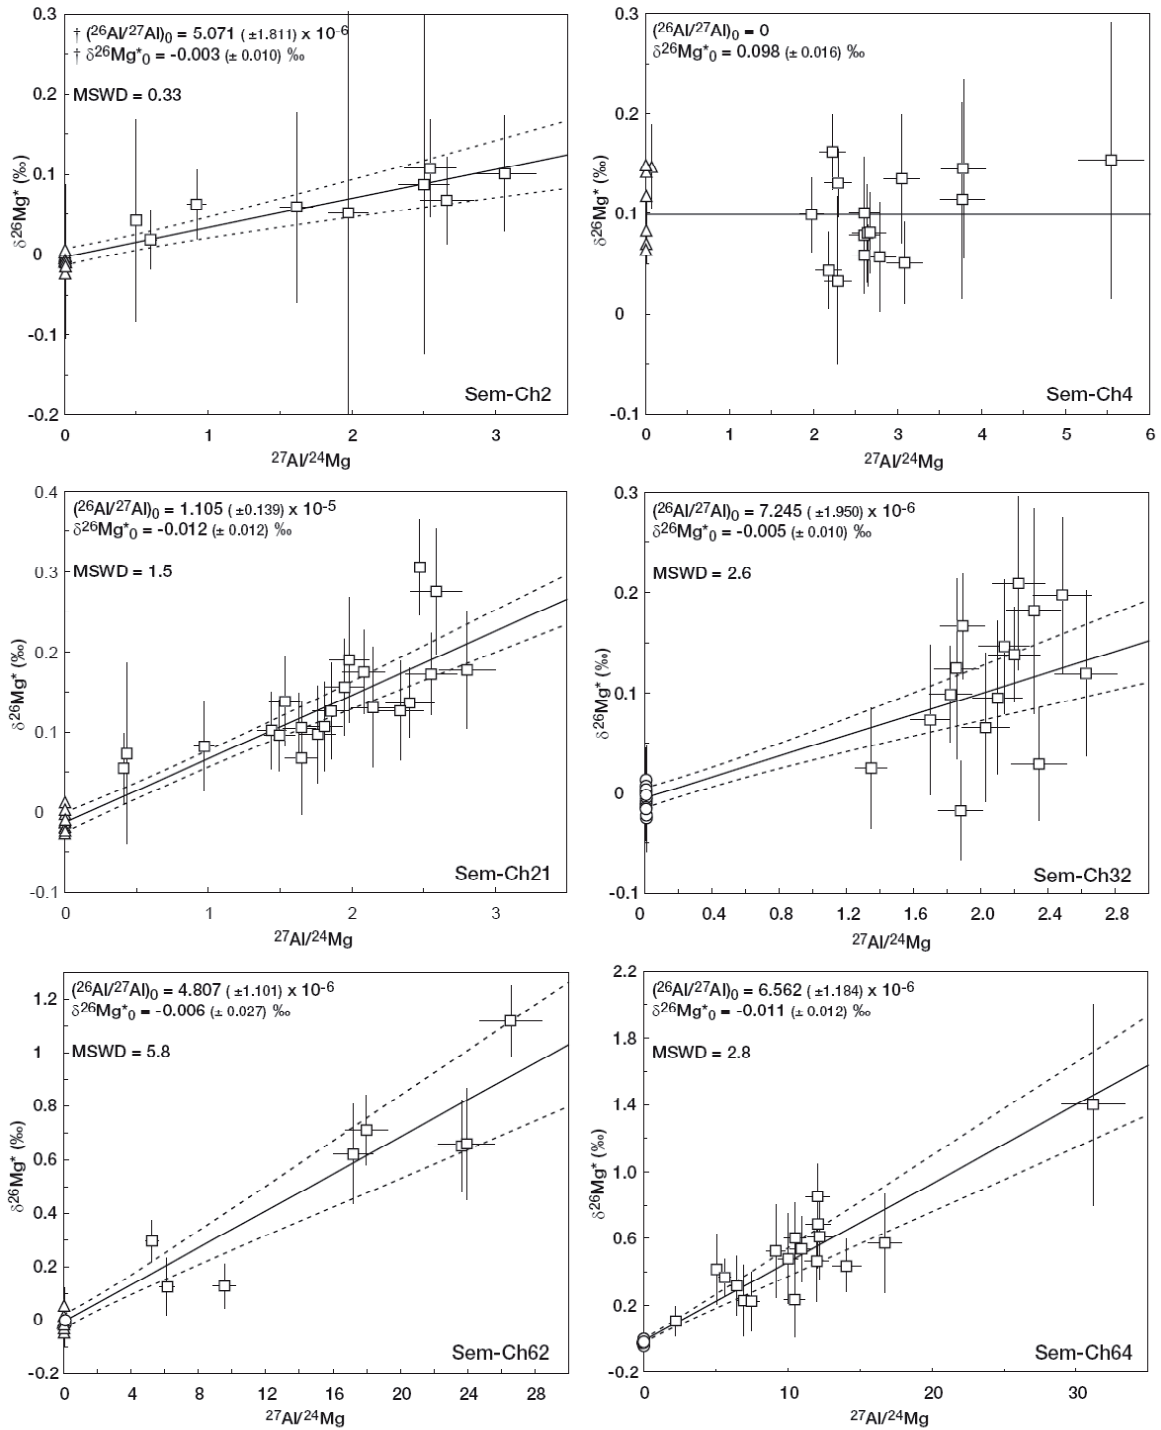 † (²⁶Al/²⁷Al)₀ = 5.071 (±1.811) x 10⁻⁶
† δ²⁶Mg*₀ = -0.003 (± 0.010) ‰
MSWD = 0.33
0.3
0.2
0.1
0
-0.1
-0.2
δ²⁶Mg* (‰)
Sem-Ch2
0 1 2 3
²⁷Al/²⁴Mg
(²⁶Al/²⁷Al)₀ = 0
δ²⁶Mg*₀ = 0.098 (± 0.016) ‰
0.3
0.2
0.1
0
-0.1
δ²⁶Mg* (‰)
Sem-Ch4
0 1 2 3 4 5 6
²⁷Al/²⁴Mg
(²⁶Al/²⁷Al)₀ = 1.105 (±0.139) x 10⁻⁵
δ²⁶Mg*₀ = -0.012 (± 0.012) ‰
MSWD = 1.5
0.4
0.3
0.2
0.1
0
-0.1
δ²⁶Mg* (‰)
Sem-Ch21
0 1 2 3
²⁷Al/²⁴Mg
(²⁶Al/²⁷Al)₀ = 7.245 (±1.950) x 10⁻⁶
δ²⁶Mg*₀ = -0.005 (± 0.010) ‰
MSWD = 2.6
0.3
0.2
0.1
0
-0.1
δ²⁶Mg* (‰)
Sem-Ch32
0 0.4 0.8 1.2 1.6 2.0 2.4 2.8
²⁷Al/²⁴Mg
(²⁶Al/²⁷Al)₀ = 4.807 (±1.101) x 10⁻⁶
δ²⁶Mg*₀ = -0.006 (± 0.027) ‰
MSWD = 5.8
1.2
1
0.8
0.6
0.4
0.2
0
-0.2
δ²⁶Mg* (‰)
Sem-Ch62
0 4 8 12 16 20 24 28
²⁷Al/²⁴Mg
(²⁶Al/²⁷Al)₀ = 6.562 (±1.184) x 10⁻⁶
δ²⁶Mg*₀ = -0.011 (± 0.012) ‰
MSWD = 2.8
2.2
1.8
1.4
1.0
0.6
0.2
-0.2
δ²⁶Mg* (‰)
Sem-Ch64
0 10 20 30
²⁷Al/²⁴Mg